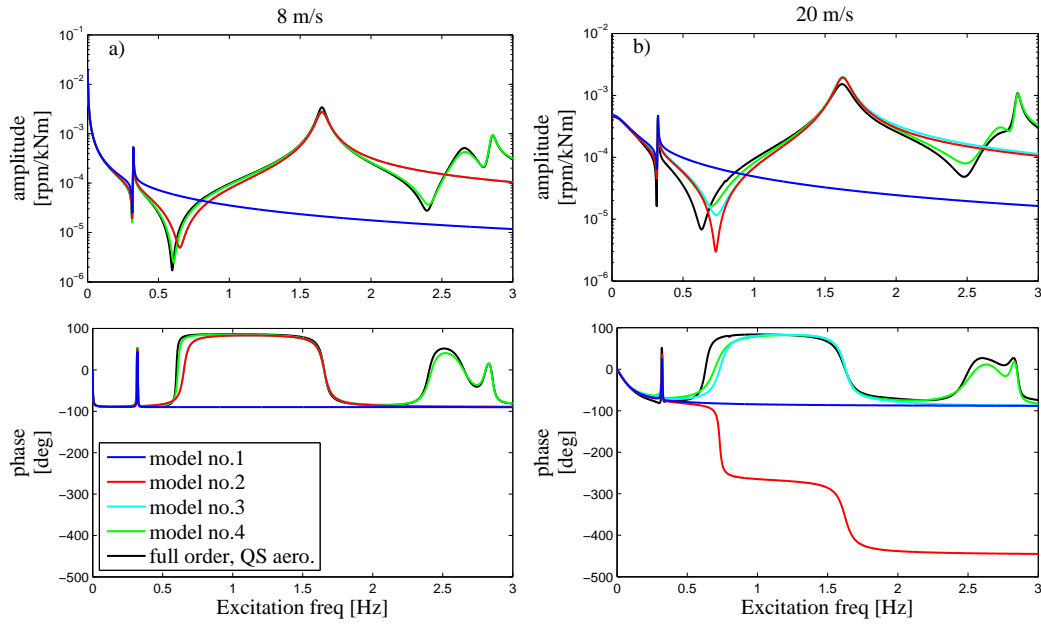 8 m/s
20 m/s
a)
10⁻¹
10⁻²
10⁻³
10⁻⁴
10⁻⁵
10⁻⁶
amplitude
[rpm/kNm]
0
0.5
1
1.5
2
2.5
3
b)
10⁻²
10⁻³
10⁻⁴
10⁻⁵
10⁻⁶
amplitude
[rpm/kNm]
0
0.5
1
1.5
2
2.5
3
100
0
−100
−200
−300
−400
−500
phase
[deg]
model no.1
model no.2
model no.3
model no.4
full order, QS aero.
0
0.5
1
1.5
2
2.5
3
Excitation freq [Hz]
100
0
−100
−200
−300
−400
−500
phase
[deg]
0
0.5
1
1.5
2
2.5
3
Excitation freq [Hz]